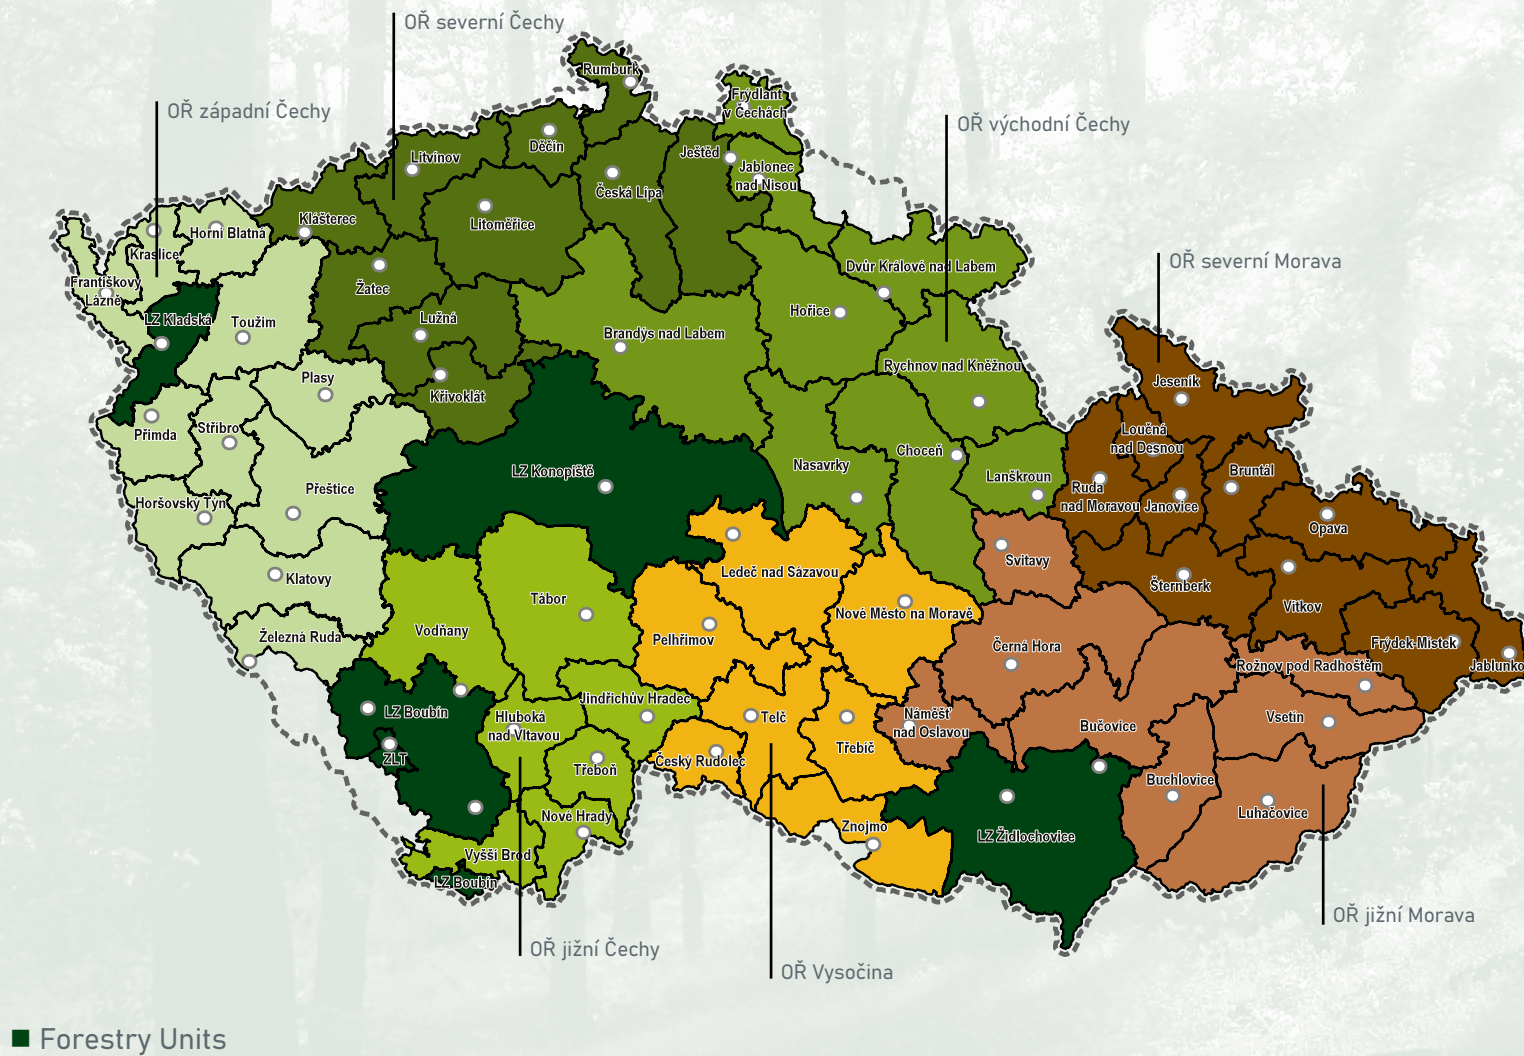 OŘ severní Čechy
OŘ západní Čechy
OŘ východní Čechy
OŘ severní Morava
Rumburk
Frýdlant
v Čechách
Děčín
Litvínov
Ještěd
Jablonec
nad Nisou
Česká Lípa
Klášterec
Litoměřice
Horní Blatná
Kraslice
Františkovy
Lázně
Žatec
Dvůr Králové nad Labem
LZ Kladská
Toužim
Lužná
Brandýs nad Labem
Hořice
Rychnov nad Kněžnou
Plasy
Křivoklát
Jeseník
Přimda
Stříbro
Loučná
nad Desnou
Choceň
Nasavrky
LZ Konopiště
Lanškroun
Bruntál
Přeštice
Ruda
nad Moravou
Janovice
Horšovský Týn
Opava
Svitavy
Ledeč nad Sázavou
Klatovy
Šternberk
Tábor
Vítkov
Nové Město na Moravě
Vodňany
Železná Ruda
Pelhřimov
Černá Hora
Frýdek-Místek
Rožnov pod Radhoštěm
Jablunko
Jindřichův Hradec
LZ Boubín
Hluboká
nad Vltavou
Telč
Náměšť
nad Oslavou
Vsetín
Bučovice
Třebíč
ZLT
Český Rudolec
Třeboň
Buchlovice
Luhačovice
Nové Hrady
Znojmo
LZ Židlochovice
Vyšší Brod
LZ Boubín
OŘ jižní Morava
OŘ jižní Čechy
OŘ Vysočina
Forestry Units